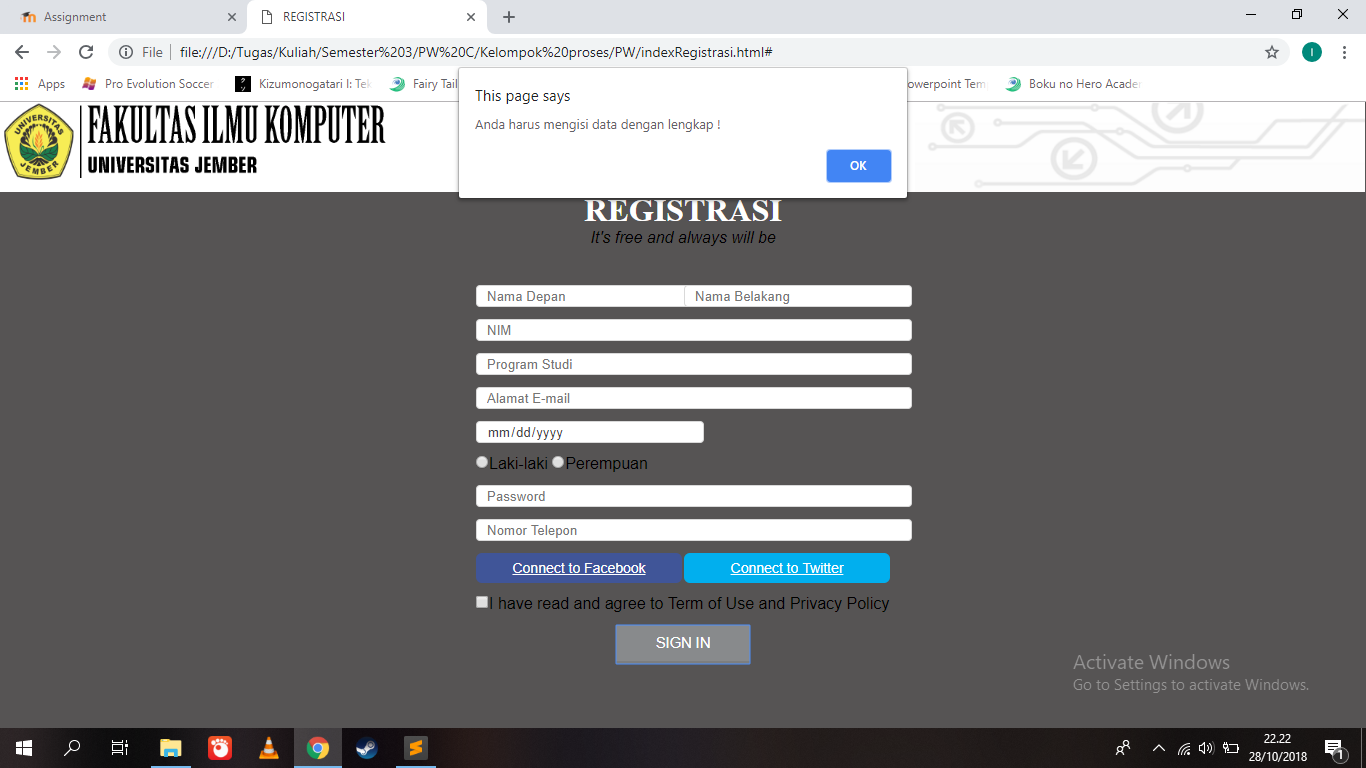 Assignment
REGISTRASI
File
file:///D:/Tugas/Kuliah/Semester%203/PW%20C/Kelompok%20proses/PW/indexRegistrasi.html#
I
Apps
Pro Evolution Soccer
Kizumonogatari I: Tek
Fairy Tail
owerpoint Tem
Boku no Hero Acade
This page says
Anda harus mengisi data dengan lengkap !
OK
UNIVERSITAS
JEMBER
FAKULTAS ILMU KOMPUTER
UNIVERSITAS JEMBER
REGISTRASI
It's free and always will be
Nama Depan
Nama Belakang
NIM
Program Studi
Alamat E-mail
mm/dd/yyyy
Laki-laki
Perempuan
Password
Nomor Telepon
Connect to Facebook
Connect to Twitter
I have read and agree to Term of Use and Privacy Policy
SIGN IN
Activate Windows
Go to Settings to activate Windows.
22.22
28/10/2018
1